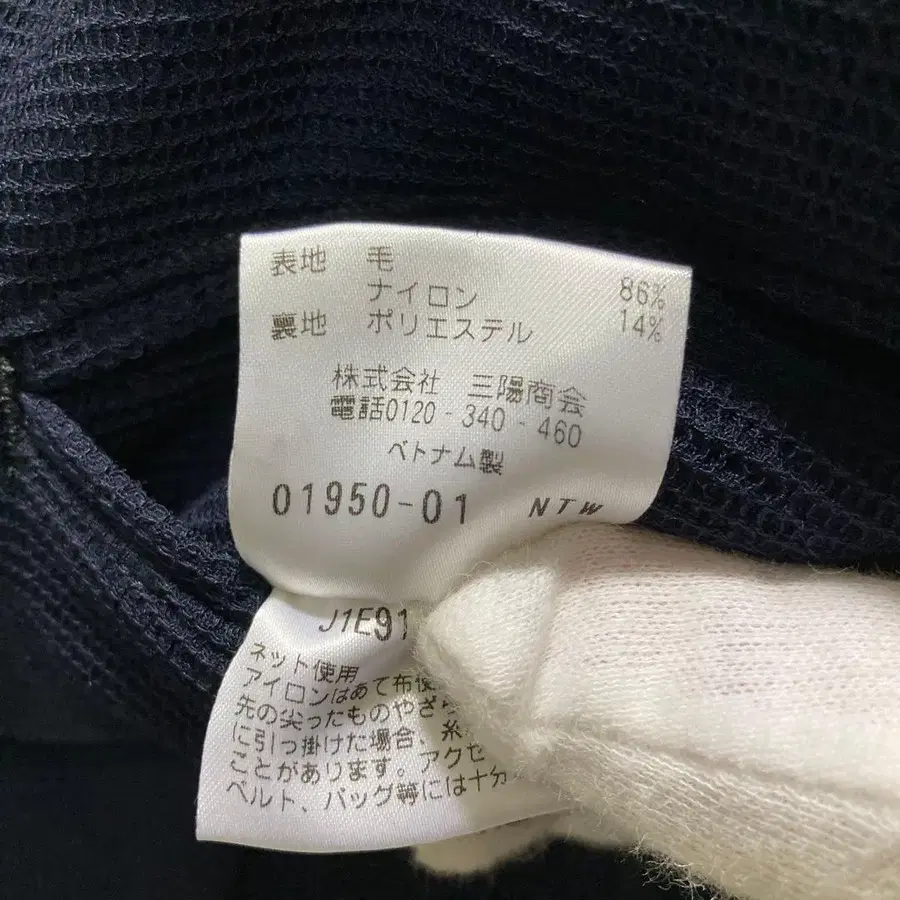 表地 毛 86%
ナイロン 14%
裏地 ポリエステル
株式会社 三陽商会
電話0120-340-460
ベトナム製
01950-01 NTW
J1E91
ネット使用
アイロンはあて布使
先の尖ったものやざら
に引っ掛けた場合、糸
ことがあります。アクセ
ベルト、バッグ等には十分